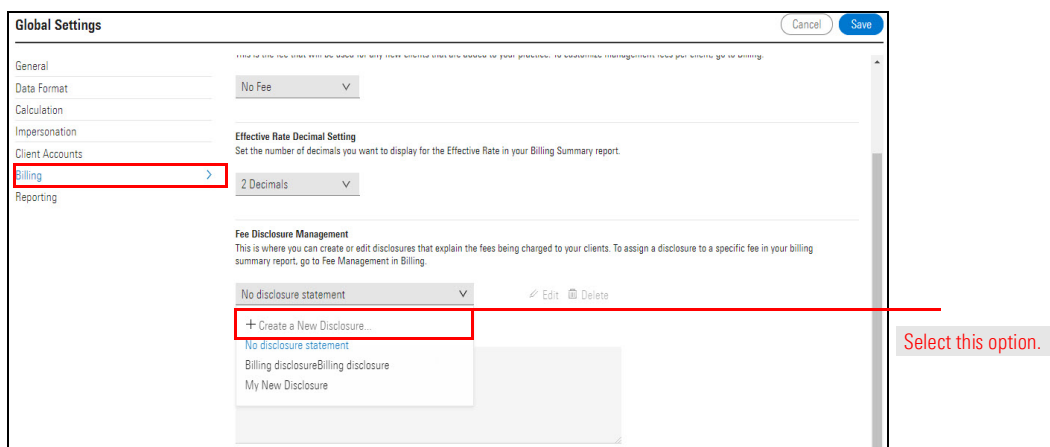 Global Settings
Cancel
Save
General
Data Format
Calculation
Impersonation
Client Accounts
Billing
Reporting
This is the fee that will be used for any new clients that are added to your practice. To customize management fees per client, go to Billing.
No Fee
Effective Rate Decimal Setting
Set the number of decimals you want to display for the Effective Rate in your Billing Summary report.
2 Decimals
Fee Disclosure Management
This is where you can create or edit disclosures that explain the fees being charged to your clients. To assign a disclosure to a specific fee in your billing
summary report, go to Fee Management in Billing.
No disclosure statement
Edit
Delete
+ Create a New Disclosure...
No disclosure statement
Billing disclosureBilling disclosure
My New Disclosure
Select this option.